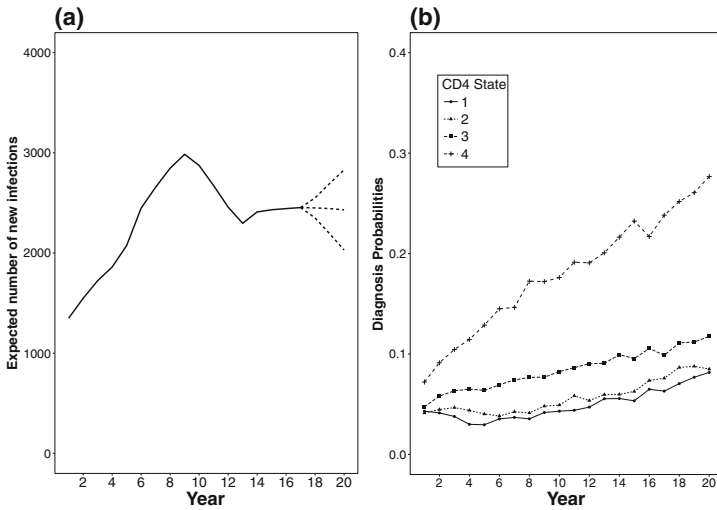 (a)
Expected number of new infections
4000
3000
2000
1000
0
2 4 6 8 10 12 14 16 18 20
Year
(b)
Diagnosis Probabilities
0.4
0.3
0.2
0.1
0.0
CD4 State
1
2
3
4
2 4 6 8 10 12 14 16 18 20
Year